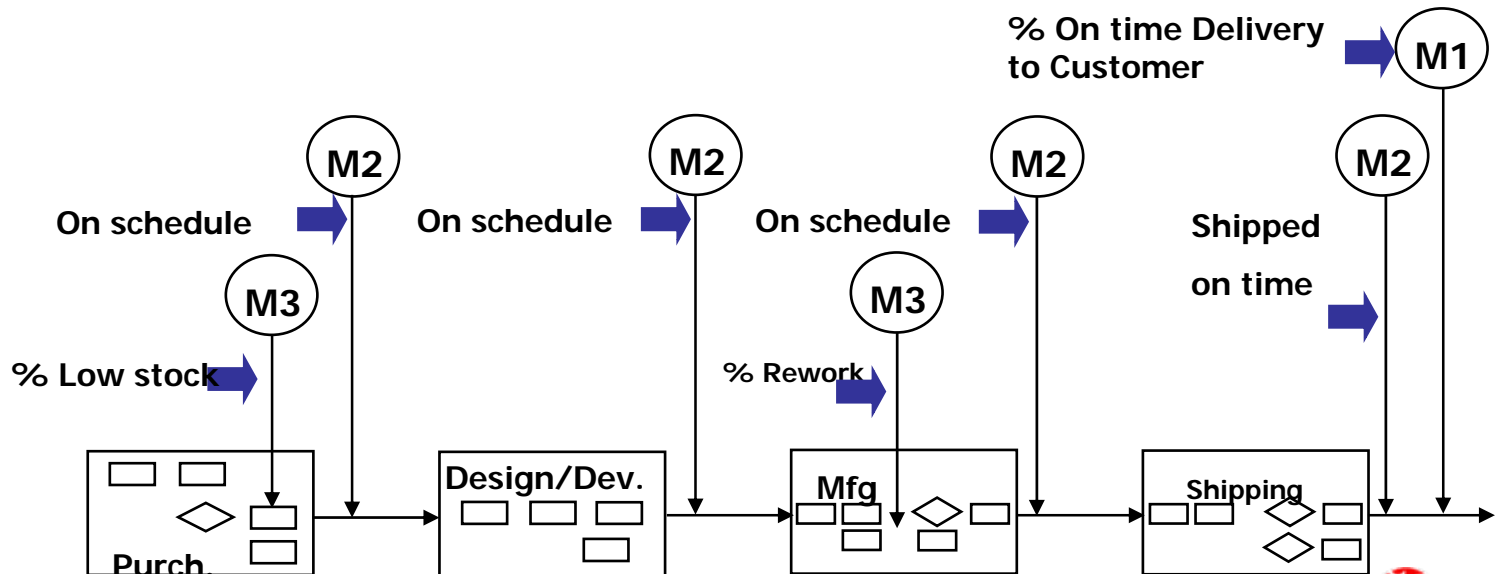 % On time Delivery
to Customer
M1
M2
M2
M2
M2
On schedule
On schedule
On schedule
Shipped
on time
M3
M3
% Low stock
% Rework
Design/Dev.
Mfg
Shipping
Purch.